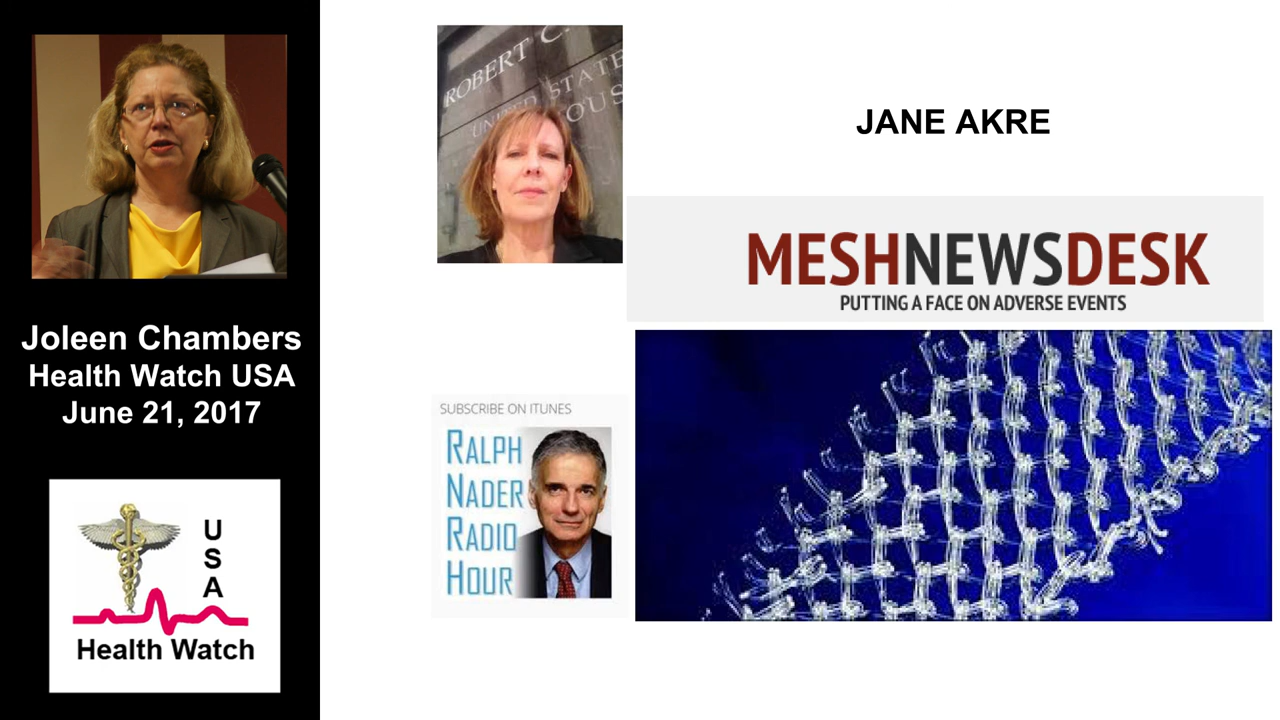 Joleen Chambers
Health Watch USA
June 21, 2017
U
S
A
Health Watch
ROBERT C.
UNITED STATE
OUS
JANE AKRE
MESHNEWSDESK
PUTTING A FACE ON ADVERSE EVENTS
SUBSCRIBE ON ITUNES
RALPH
NADER
RADIO
HOUR